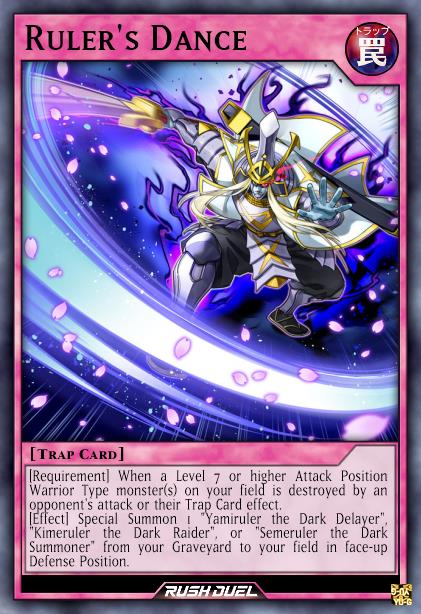 Ruler's Dance
トラップ
罠
[Trap Card]
[Requirement] When a Level 7 or higher Attack Position
Warrior Type monster(s) on your field is destroyed by an
opponent's attack or their Trap Card effect.
[Effect] Special Summon 1 "Yamiruler the Dark Delayer",
"Kimeruler the Dark Raider", or "Semeruler the Dark
Summoner" from your Graveyard to your field in face-up
Defense Position.
RUSH DUEL